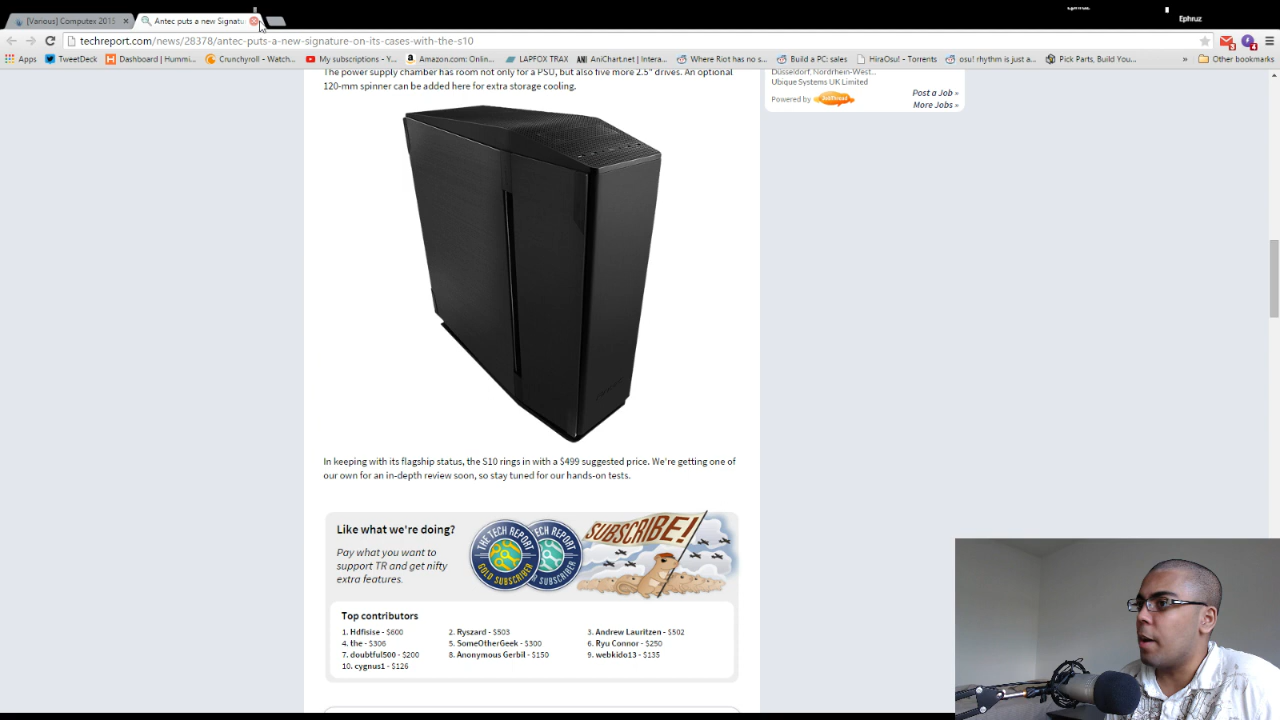 Ephruz
Ephruz
[Various] Computex 2015
Antec puts a new Signatu
techreport.com/news/28378/antec-puts-a-new-signature-on-its-cases-with-the-s10
Apps TweetDeck Dashboard | Hummi... Crunchyroll - Watch... My subscriptions - Y... Amazon.com: Onlin... LAPFOX TRAX AniChart.net | Intera... Where Riot has no s... Build a PC: sales HiraOsu! - Torrents osu! rhythm is just a... Pick Parts, Build You... » Other bookmarks
The power supply chamber has room not only for a PSU, but also five more 2.5" drives. An optional
120-mm spinner can be added here for extra storage cooling.
Düsseldorf, Nordrhein-West...
Ubique Systems UK Limited
Post a Job »
Powered by
More Jobs »
In keeping with its flagship status, the S10 rings in with a $499 suggested price. We're getting one of
our own for an in-depth review soon, so stay tuned for our hands-on tests.
Like what we're doing?
Pay what you want to
support TR and get nifty
extra features.
THE TECH REPORT
GOLD SUBSCRIBER
SUBSCRIBE!
Top contributors
1. Hdfisise - $600 2. Ryszard - $503 3. Andrew Lauritzen - $502
4. the - $306 5. SomeOtherGeek - $300 6. Ryu Connor - $250
7. doubtful500 - $200 8. Anonymous Gerbil - $150 9. webkido13 - $135
10. cygnus1 - $126